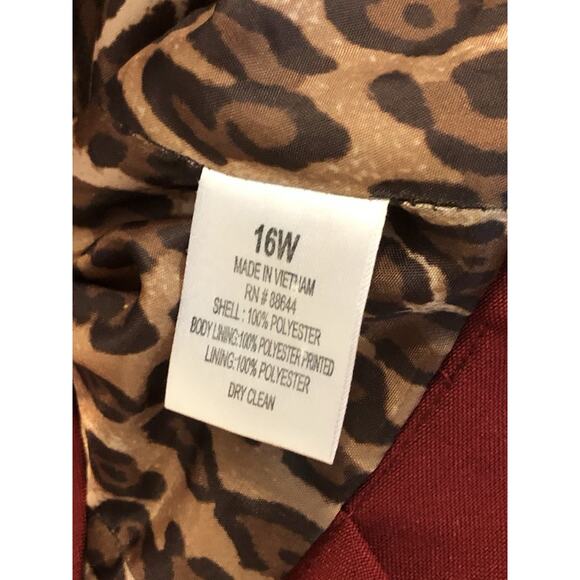 16W
MADE IN VIETNAM
RN # 88644
SHELL : 100% POLYESTER
BODY LINING:100% POLYESTER PRINTED
LINING:100% POLYESTER
DRY CLEAN